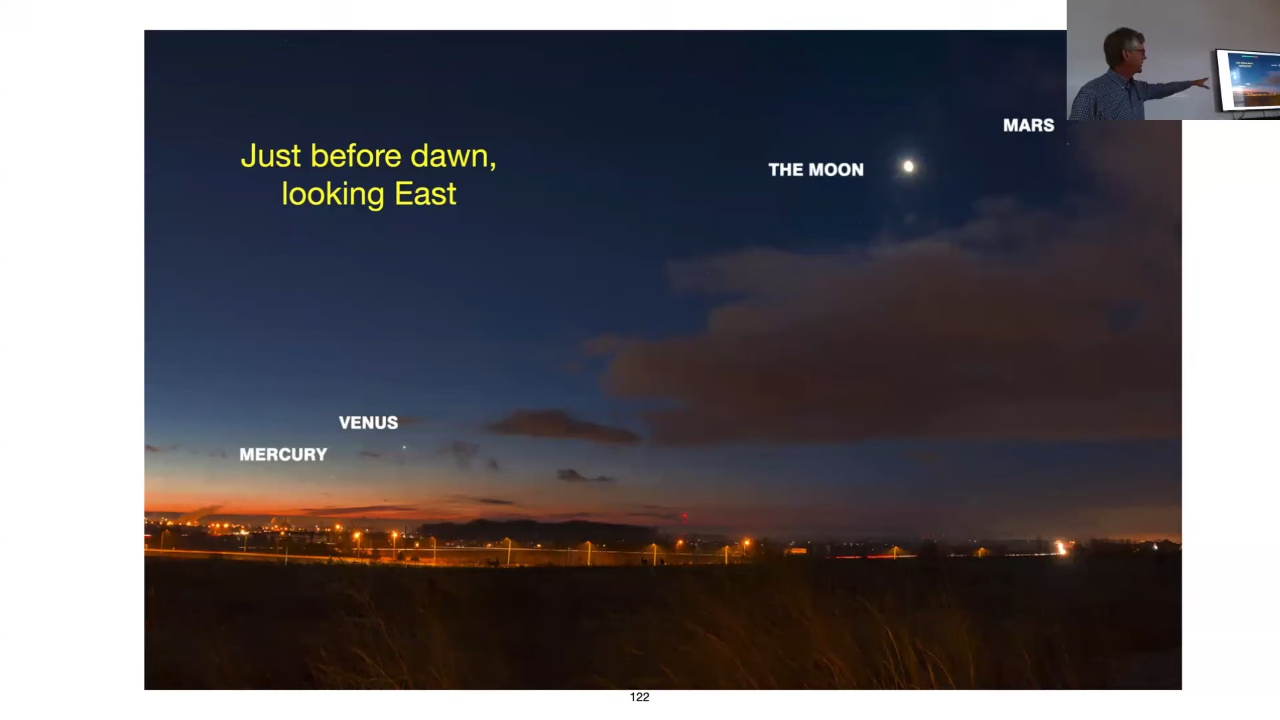 MARS
Just before dawn,
looking East
THE MOON
VENUS
MERCURY
122